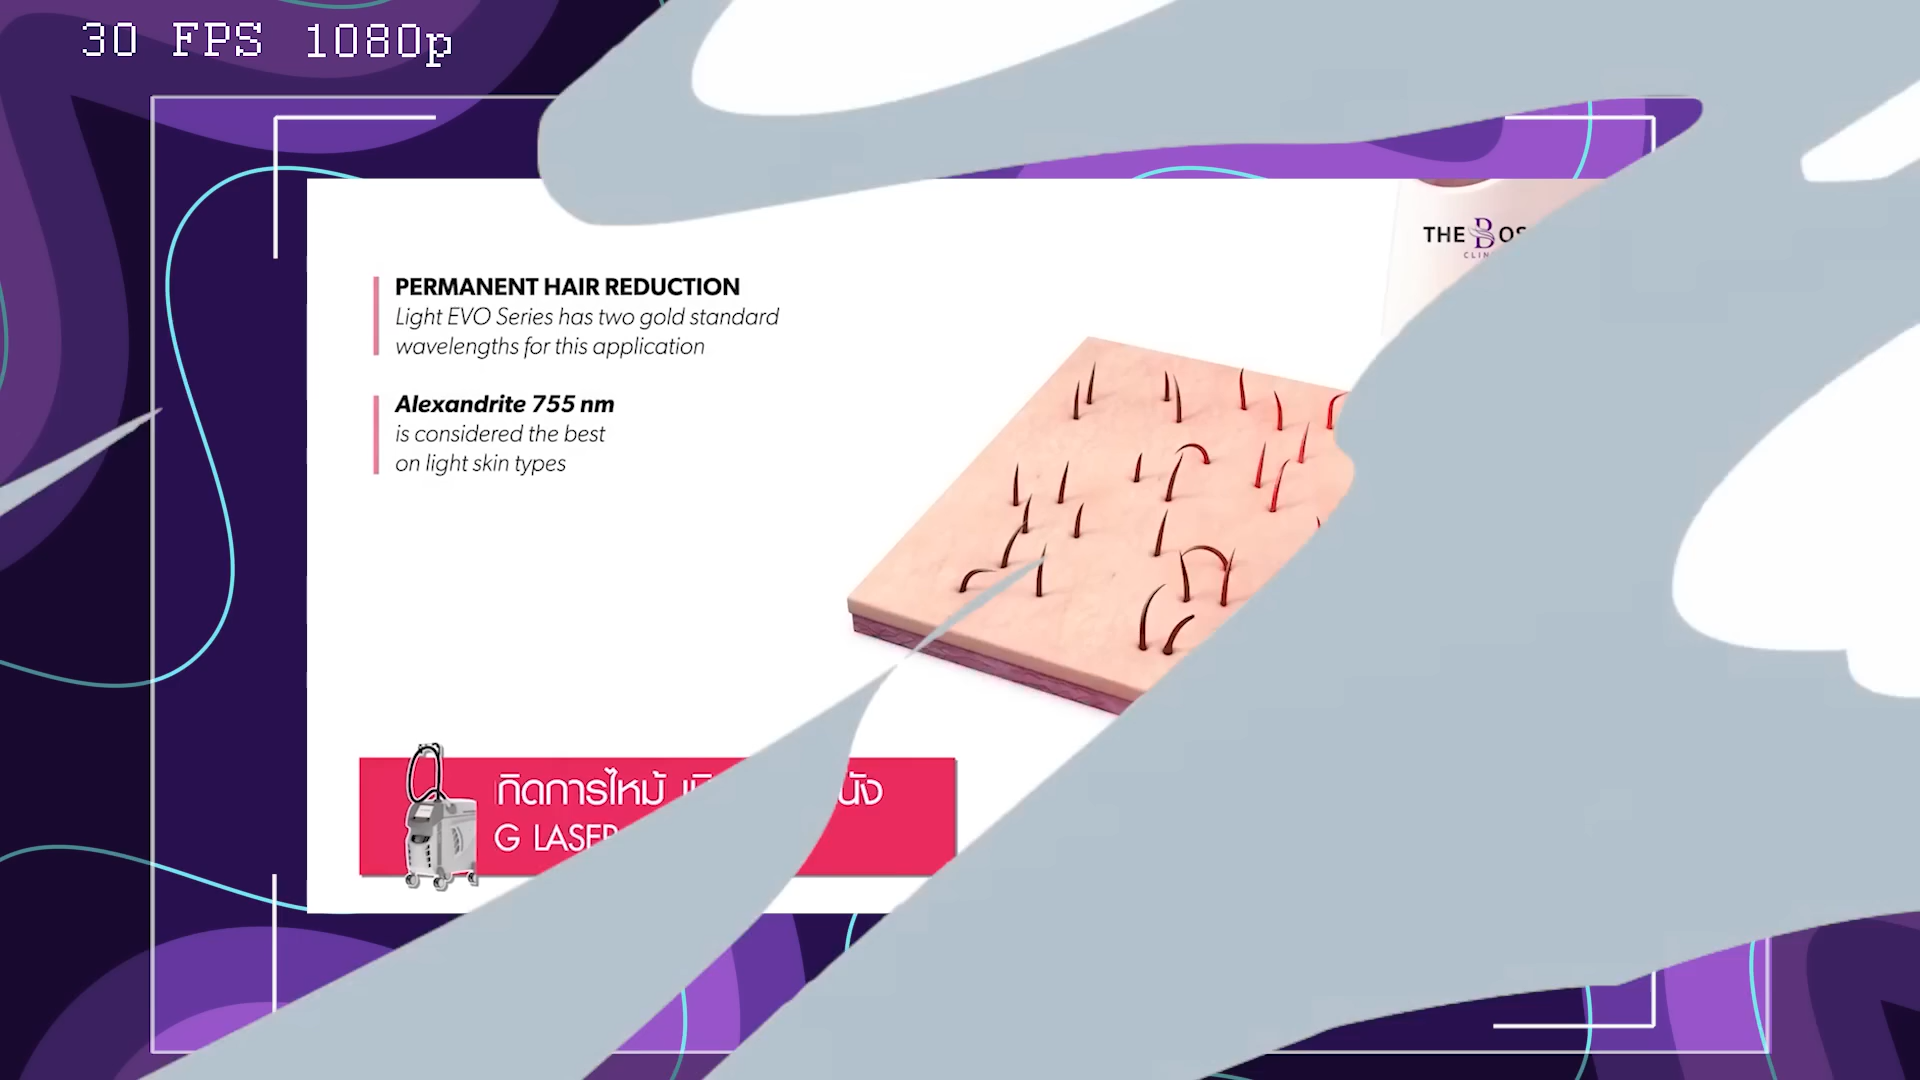 30 FPS 1080p
THE BOS
CLIN
PERMANENT HAIR REDUCTION
Light EVO Series has two gold standard
wavelengths for this application
Alexandrite 755 nm
is considered the best
on light skin types
กิดการไหม้
G LASER